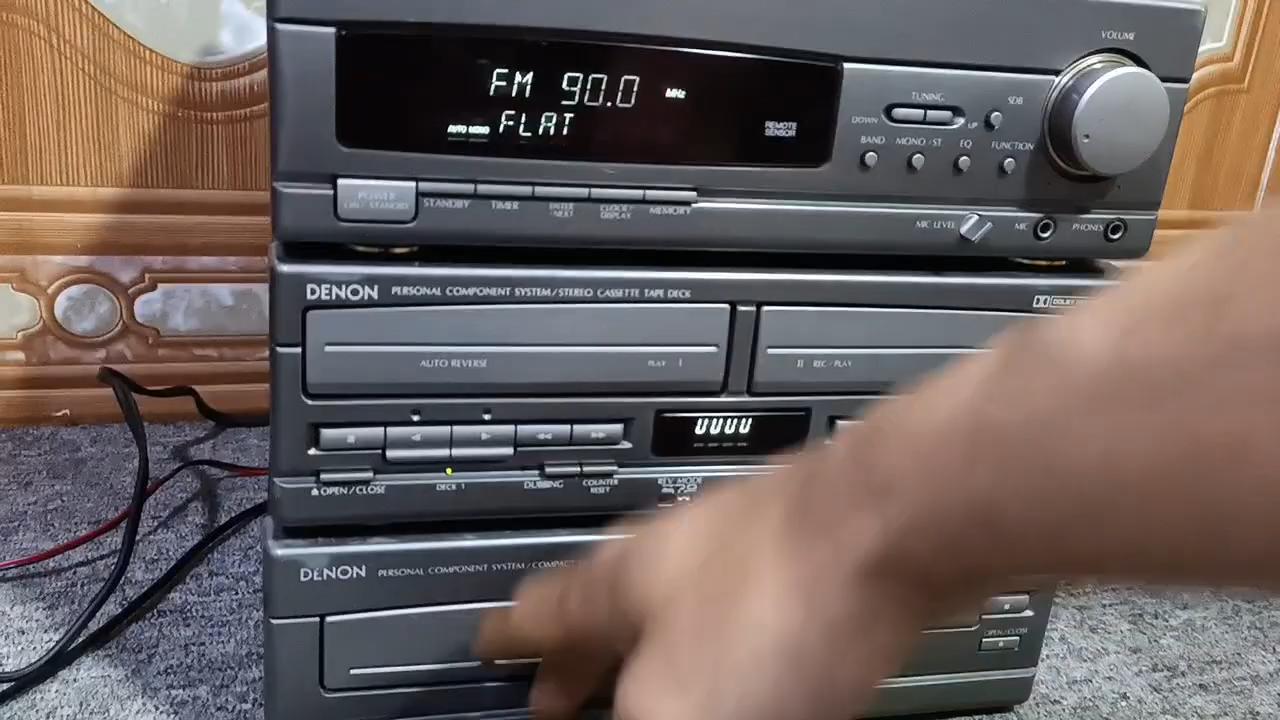 VOLUME
FM 90.0 MHz
AUTO MONO FLAT
REMOTE SENSOR
TUNING
DOWN UP
SDB
BAND MONO/ST EQ FUNCTION
POWER
ON/STANDBY
STANDBY TIMER ENTER/NEXT CLOCK/DISPLAY MEMORY
MIC LEVEL MIC PHONES
DENON PERSONAL COMPONENT SYSTEM/STEREO CASSETTE TAPE DECK
DOLBY
AUTO REVERSE PLAY I
II REC/PLAY
OPEN/CLOSE DECK 1 DUBBING COUNTER RESET REV MODE
DENON PERSONAL COMPONENT SYSTEM/COMPACT
OPEN/CLOSE